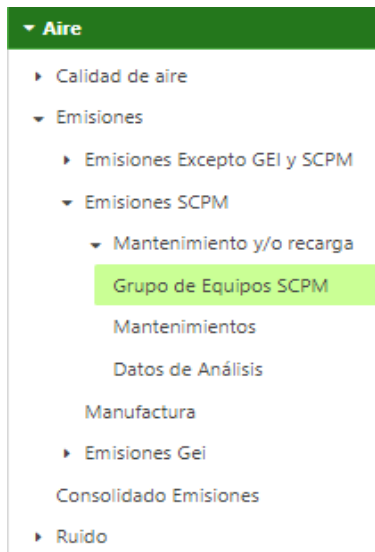 Aire
Calidad de aire
Emisiones
Emisiones Excepto GEI y SCPM
Emisiones SCPM
Mantenimiento y/o recarga
Grupo de Equipos SCPM
Mantenimientos
Datos de Análisis
Manufactura
Emisiones Gei
Consolidado Emisiones
Ruido